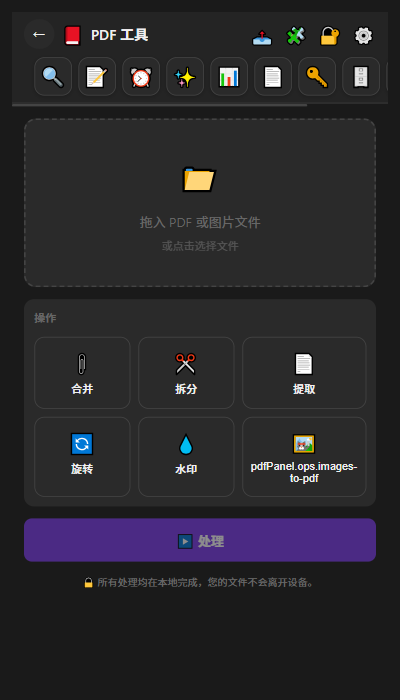 PDF 工具
拖入 PDF 或图片文件
或点击选择文件
操作
合并
拆分
提取
旋转
水印
pdfPanel.ops.images-
to-pdf
处理
所有处理均在本地完成，您的文件不会离开设备。